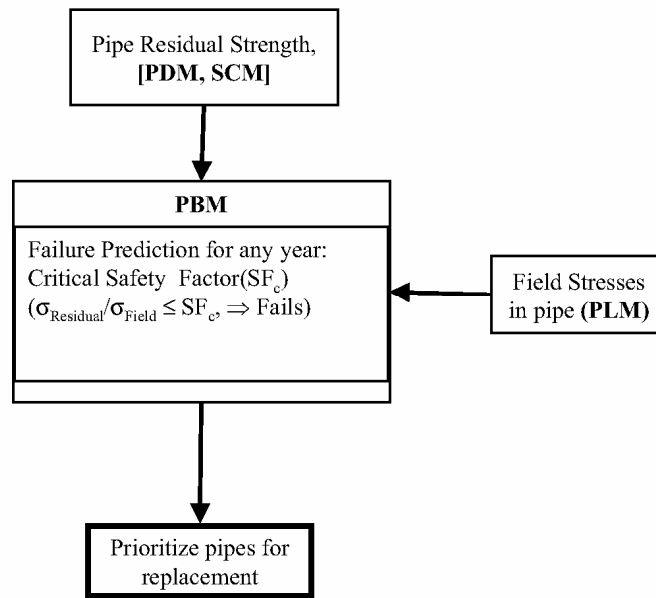 Pipe Residual Strength,
[PDM, SCM]
PBM
Failure Prediction for any year:
Critical Safety Factor(SFc)
(σResidual/σField ≤ SFc, ⇒ Fails)
Field Stresses
in pipe (PLM)
Prioritize pipes for
replacement